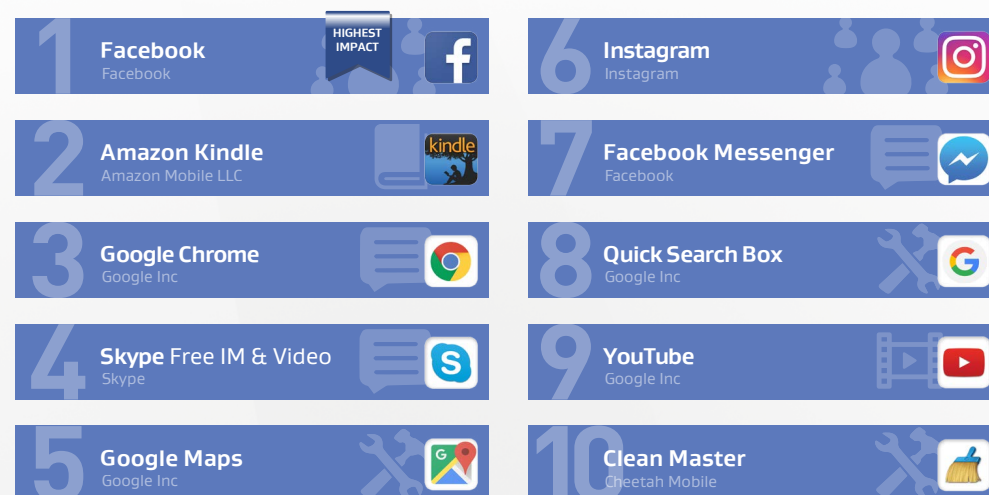 1
Facebook
Facebook
HIGHEST
IMPACT
2
Amazon Kindle
Amazon Mobile LLC
kindle
3
Google Chrome
Google Inc
4
Skype Free IM & Video
Skype
S
5
Google Maps
Google Inc
G
6
Instagram
Instagram
7
Facebook Messenger
Facebook
8
Quick Search Box
Google Inc
G
9
YouTube
Google Inc
10
Clean Master
Cheetah Mobile